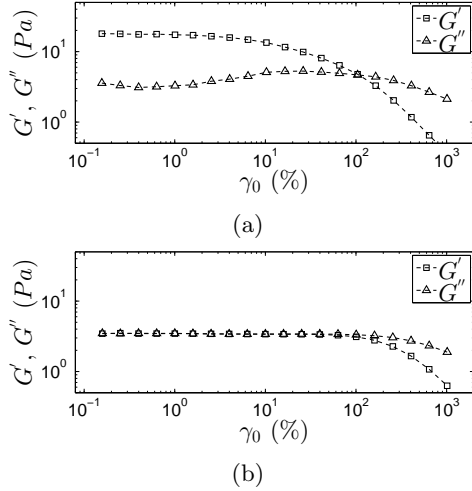 G′, G″ (Pa)
10¹
10⁰
G′
G″
10⁻¹ 10⁰ 10¹ 10² 10³
γ₀ (%)
(a)
G′, G″ (Pa)
10¹
10⁰
G′
G″
10⁻¹ 10⁰ 10¹ 10² 10³
γ₀ (%)
(b)